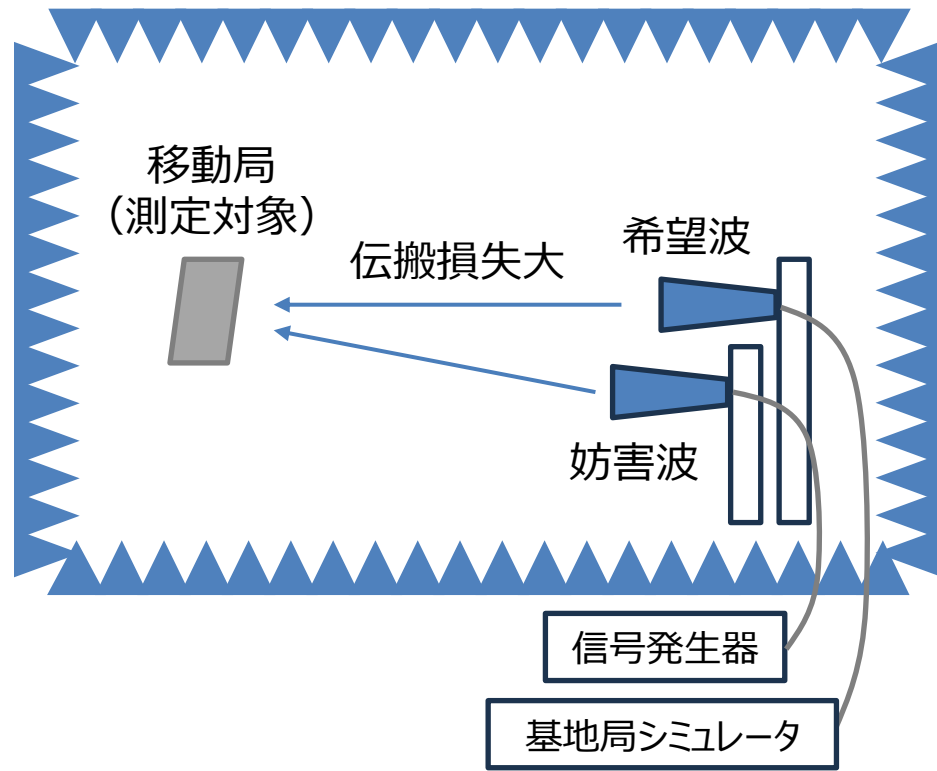 移動局
（測定対象）
希望波
伝搬損失大
妨害波
信号発生器
基地局シミュレータ